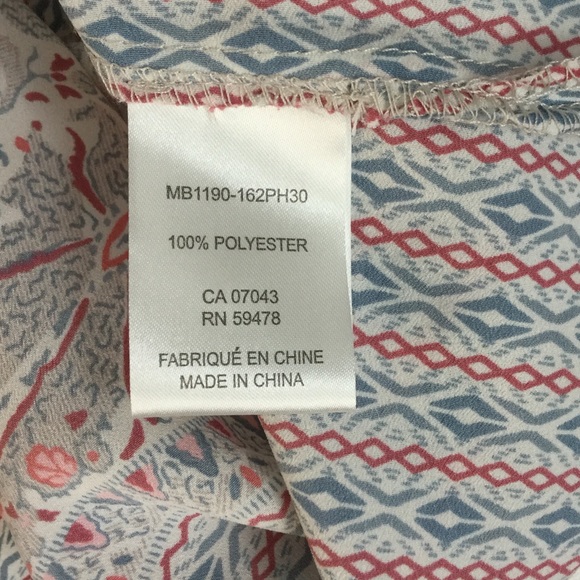 MB1190-162PH30
100% POLYESTER
CA 07043
RN 59478
FABRIQUÉ EN CHINE
MADE IN CHINA